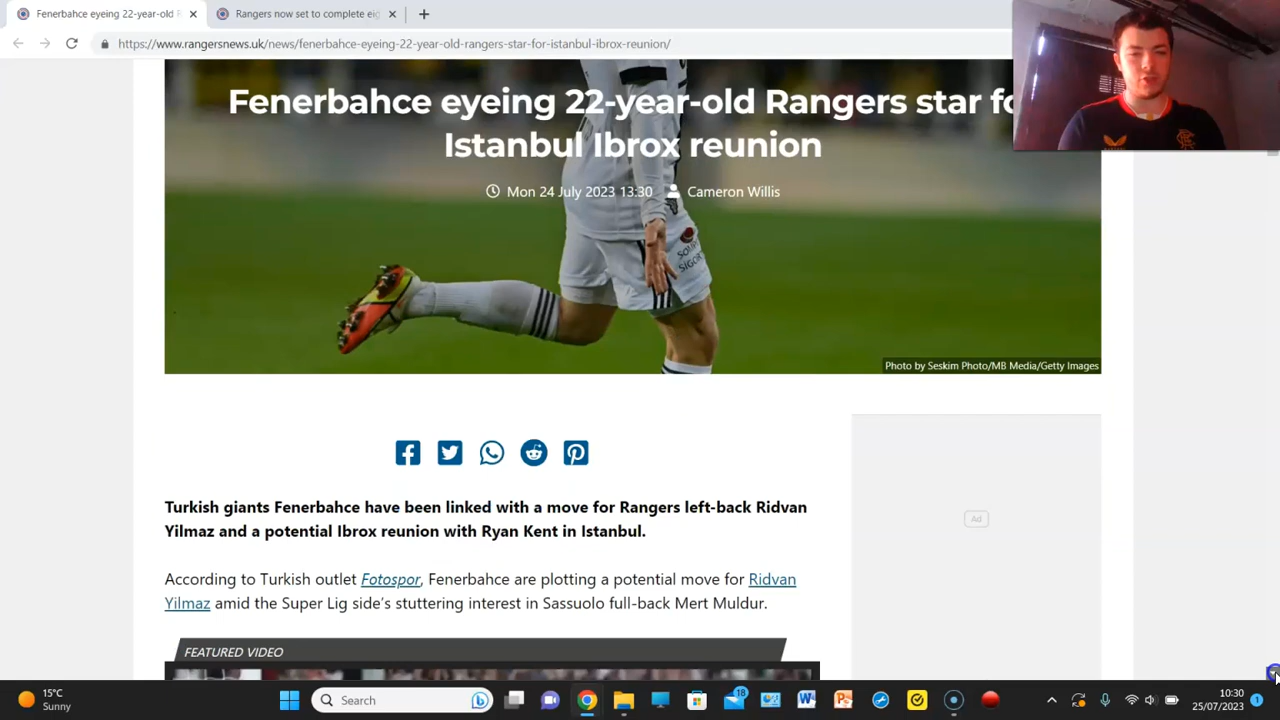 Fenerbahce eyeing 22-year-old R
Rangers now set to complete eig
https://www.rangersnews.uk/news/fenerbahce-eyeing-22-year-old-rangers-star-for-istanbul-ibrox-reunion/
Fenerbahce eyeing 22-year-old Rangers star fo
Istanbul Ibrox reunion
Mon 24 July 2023 13:30 Cameron Willis
Photo by Seskim Photo/MB Media/Getty Images
Turkish giants Fenerbahce have been linked with a move for Rangers left-back Ridvan
Yilmaz and a potential Ibrox reunion with Ryan Kent in Istanbul.
Ad
According to Turkish outlet Fotospor, Fenerbahce are plotting a potential move for Ridvan
Yilmaz amid the Super Lig side's stuttering interest in Sassuolo full-back Mert Muldur.
FEATURED VIDEO
15°C
Sunny
Search
18
10:30
25/07/2023
1